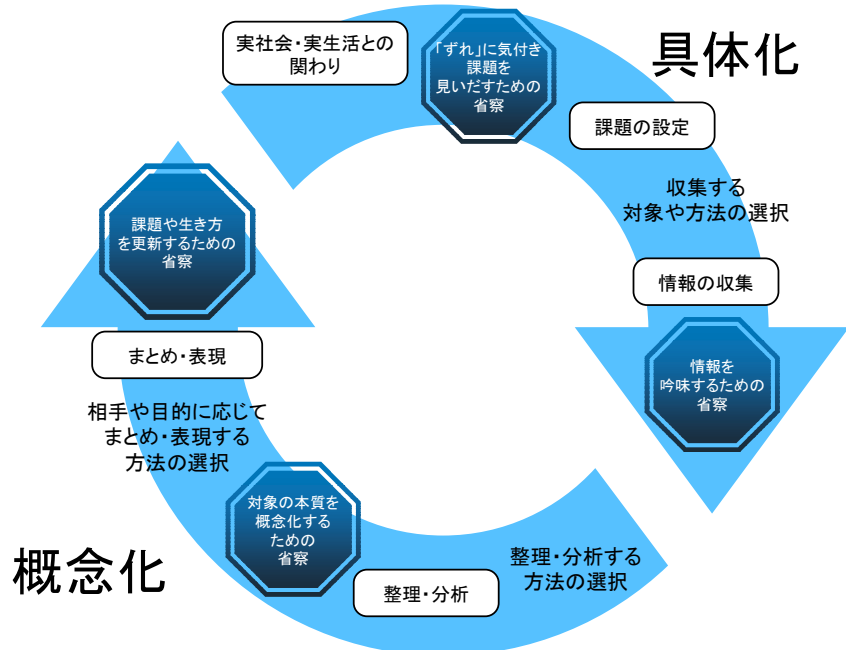 実社会・実生活との
関わり
「ずれ」に気付き
課題を
見いだすための
省察
具体化
課題の設定
収集する
対象や方法の選択
情報の収集
情報を
吟味するための
省察
整理・分析する
方法の選択
整理・分析
対象の本質を
概念化する
ための
省察
概念化
相手や目的に応じて
まとめ・表現する
方法の選択
まとめ・表現
課題や生き方
を更新するための
省察